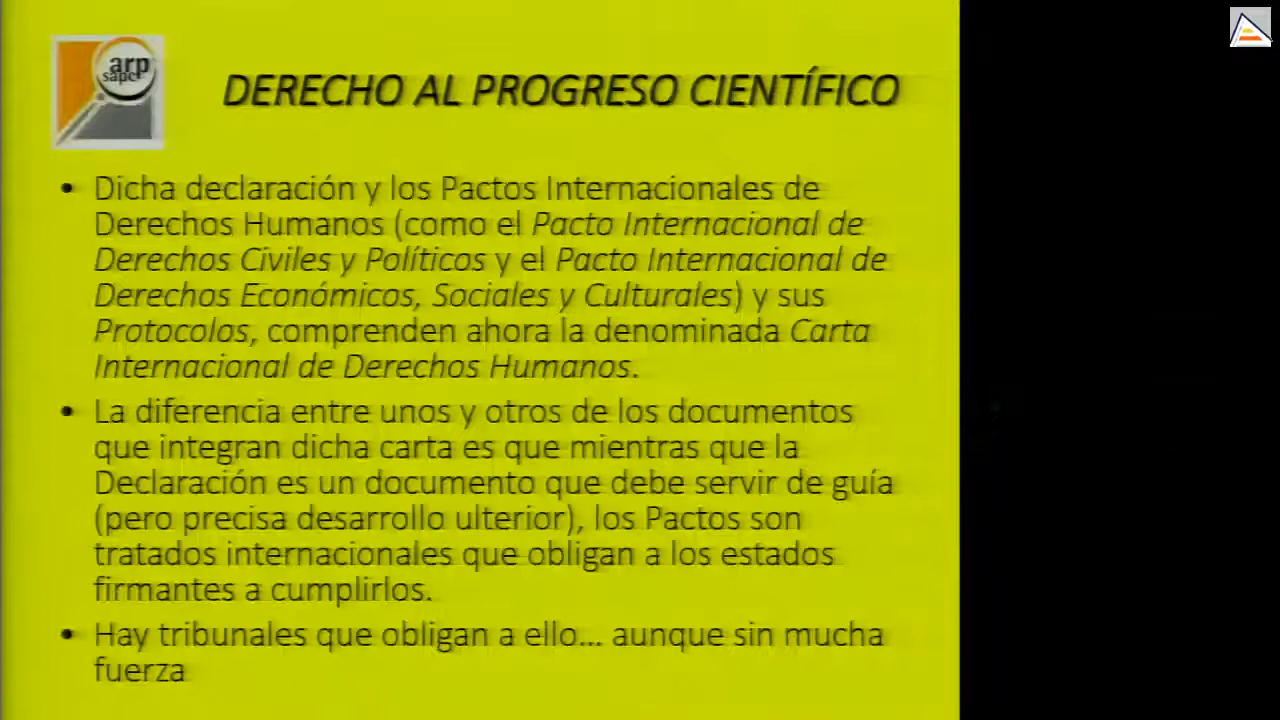 arp
sapc
DERECHO AL PROGRESO CIENTÍFICO
• Dicha declaración y los Pactos Internacionales de
Derechos Humanos (como el Pacto Internacional de
Derechos Civiles y Políticos y el Pacto Internacional de
Derechos Económicos, Sociales y Culturales) y sus
Protocolos, comprenden ahora la denominada Carta
Internacional de Derechos Humanos.
• La diferencia entre unos y otros de los documentos
que integran dicha carta es que mientras que la
Declaración es un documento que debe servir de guía
(pero precisa desarrollo ulterior), los Pactos son
tratados internacionales que obligan a los estados
firmantes a cumplirlos.
• Hay tribunales que obligan a ello... aunque sin mucha
fuerza